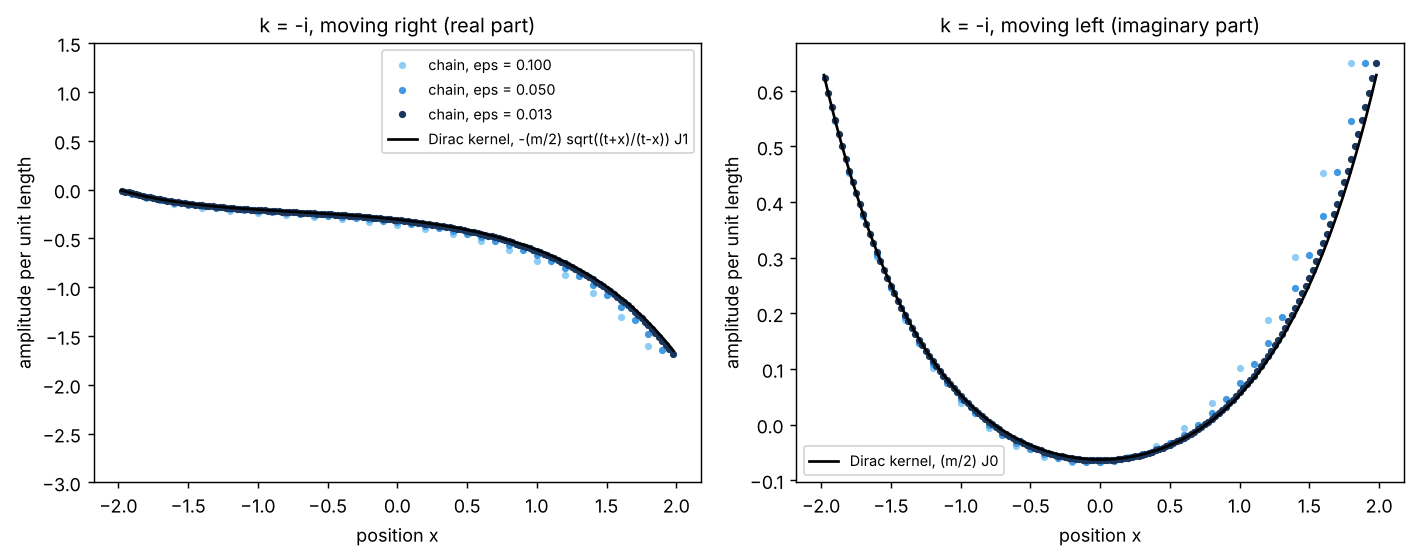 k = -i, moving right (real part)
amplitude per unit length
1.5
1.0
0.5
0.0
−0.5
−1.0
−1.5
−2.0
−2.5
−3.0
chain, eps = 0.100
chain, eps = 0.050
chain, eps = 0.013
Dirac kernel, -(m/2) sqrt((t+x)/(t-x)) J1
−2.0 −1.5 −1.0 −0.5 0.0 0.5 1.0 1.5 2.0
position x
k = -i, moving left (imaginary part)
amplitude per unit length
0.6
0.5
0.4
0.3
0.2
0.1
0.0
−0.1
Dirac kernel, (m/2) J0
−2.0 −1.5 −1.0 −0.5 0.0 0.5 1.0 1.5 2.0
position x